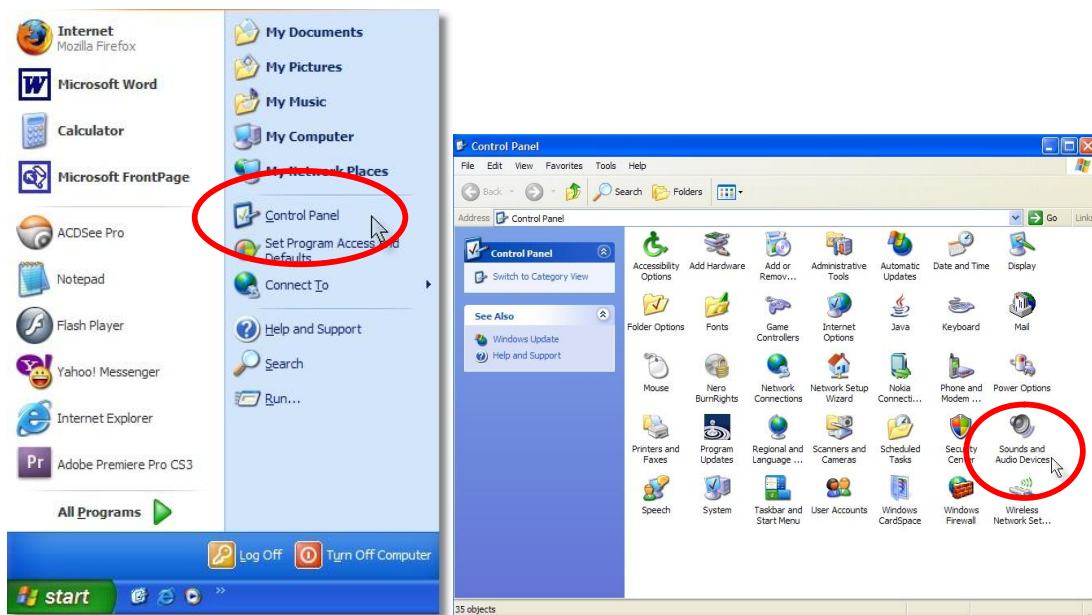 Internet
Mozilla Firefox
Microsoft Word
Calculator
Microsoft FrontPage
ACDSee Pro
Notepad
Flash Player
Yahoo! Messenger
Internet Explorer
Pr
Adobe Premiere Pro CS3
All Programs
My Documents
My Pictures
My Music
My Computer
My Network Places
Control Panel
Set Program Access and
Defaults
Connect To
Help and Support
Search
Run...
Log Off
Turn Off Computer
start
Control Panel
File Edit View Favorites Tools Help
Back Search Folders
Address Control Panel Go Links
Control Panel
Switch to Category View
See Also
Windows Update
Help and Support
Accessibility Options
Add Hardware
Add or Remov...
Administrative Tools
Automatic Updates
Date and Time
Display
Folder Options
Fonts
Game Controllers
Internet Options
Java
Keyboard
Mail
Mouse
Nero BurnRights
Network Connections
Network Setup Wizard
Nokia Connecti...
Phone and Modem ...
Power Options
Printers and Faxes
Program Updates
Regional and Language ...
Scanners and Cameras
Scheduled Tasks
Security Center
Sounds and Audio Devices
Speech
System
Taskbar and Start Menu
User Accounts
Windows CardSpace
Windows Firewall
Wireless Network Set...
35 objects